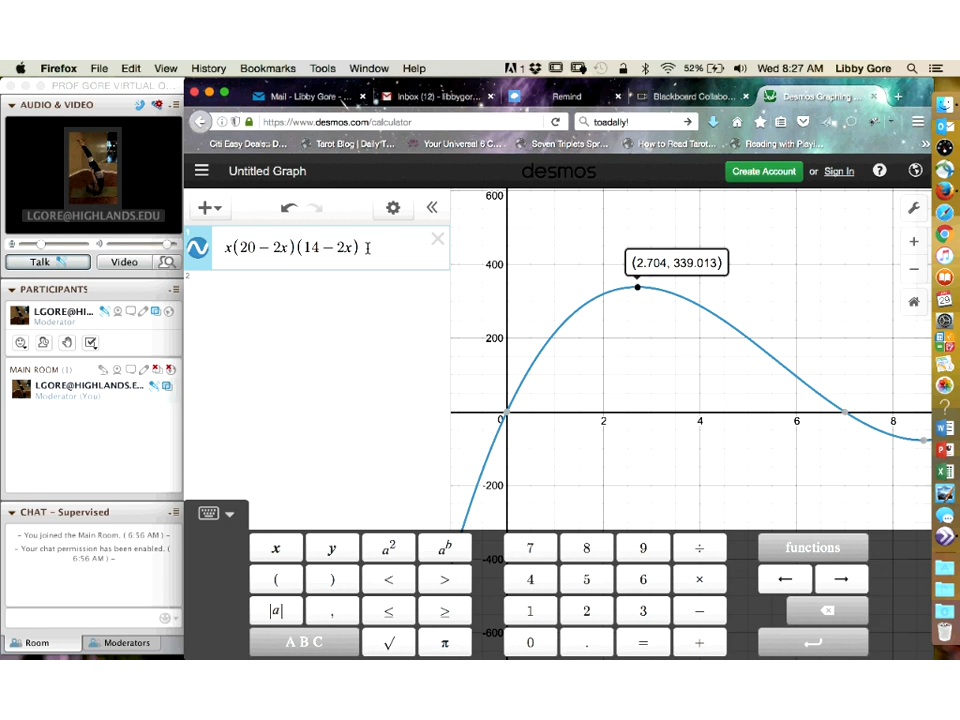 Firefox File Edit View History Bookmarks Tools Window Help 1 52% Wed 8:27 AM Libby Gore
PROF GORE VIRTUAL O...
AUDIO & VIDEO
LGORE@HIGHLANDS.EDU
Talk Video
PARTICIPANTS
LGORE@HI...
Moderator
MAIN ROOM (1)
LGORE@HIGHLANDS.E...
Moderator (You)
CHAT - Supervised
- You joined the Main Room. ( 6:56 AM ) -
- Your chat permission has been enabled. (
6:56 AM ) -
Room Moderators
Mail - Libby Gore - ... Inbox (12) - libbygor... Remind Blackboard Collabo... Desmos Graphing ...
https://www.desmos.com/calculator toadally!
Citi Easy Deals: D... Tarot Blog | Daily T... Your Universal 6 C... Seven Triplets Spr... How to Read Tarot... Reading with Playi...
Untitled Graph desmos Create Account or Sign In
1
x(20 − 2x)(14 − 2x)
2
600
400
(2.704, 339.013)
200
0 2 4 6 8
-200
-400
-600
x y a² aᵇ 7 8 9 ÷ functions
( ) < > 4 5 6 × ← →
|a| , ≤ ≥ 1 2 3 −
A B C √ π 0 . = +